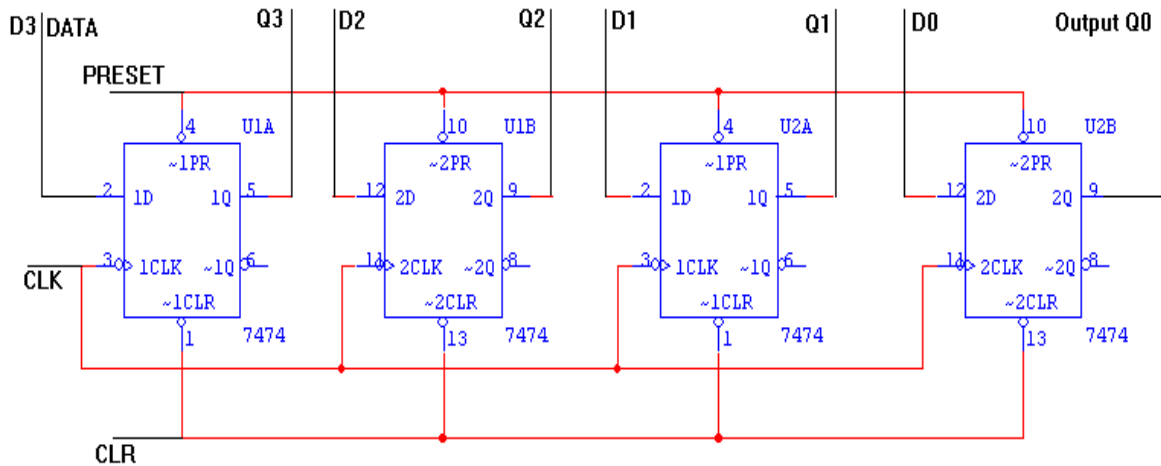 D3 DATA Q3 D2 Q2 D1 Q1 D0 Output Q0
PRESET
4 U1A 10 U1B 4 U2A 10 U2B
~1PR ~2PR ~1PR ~2PR
2 1D 1Q 5 12 2D 2Q 9 2 1D 1Q 5 12 2D 2Q 9
3 1CLK ~1Q 6 11 2CLK ~2Q 8 3 1CLK ~1Q 6 11 2CLK ~2Q 8
CLK
~1CLR ~2CLR ~1CLR ~2CLR
1 7474 13 7474 1 7474 13 7474
CLR